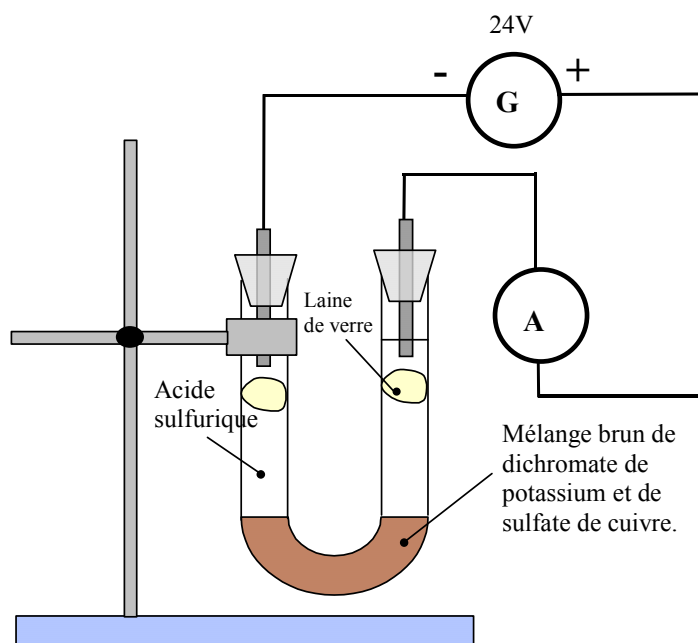 24V
- +
G
Laine
de verre
A
Acide
sulfurique
Mélange brun de
dichromate de
potassium et de
sulfate de cuivre.